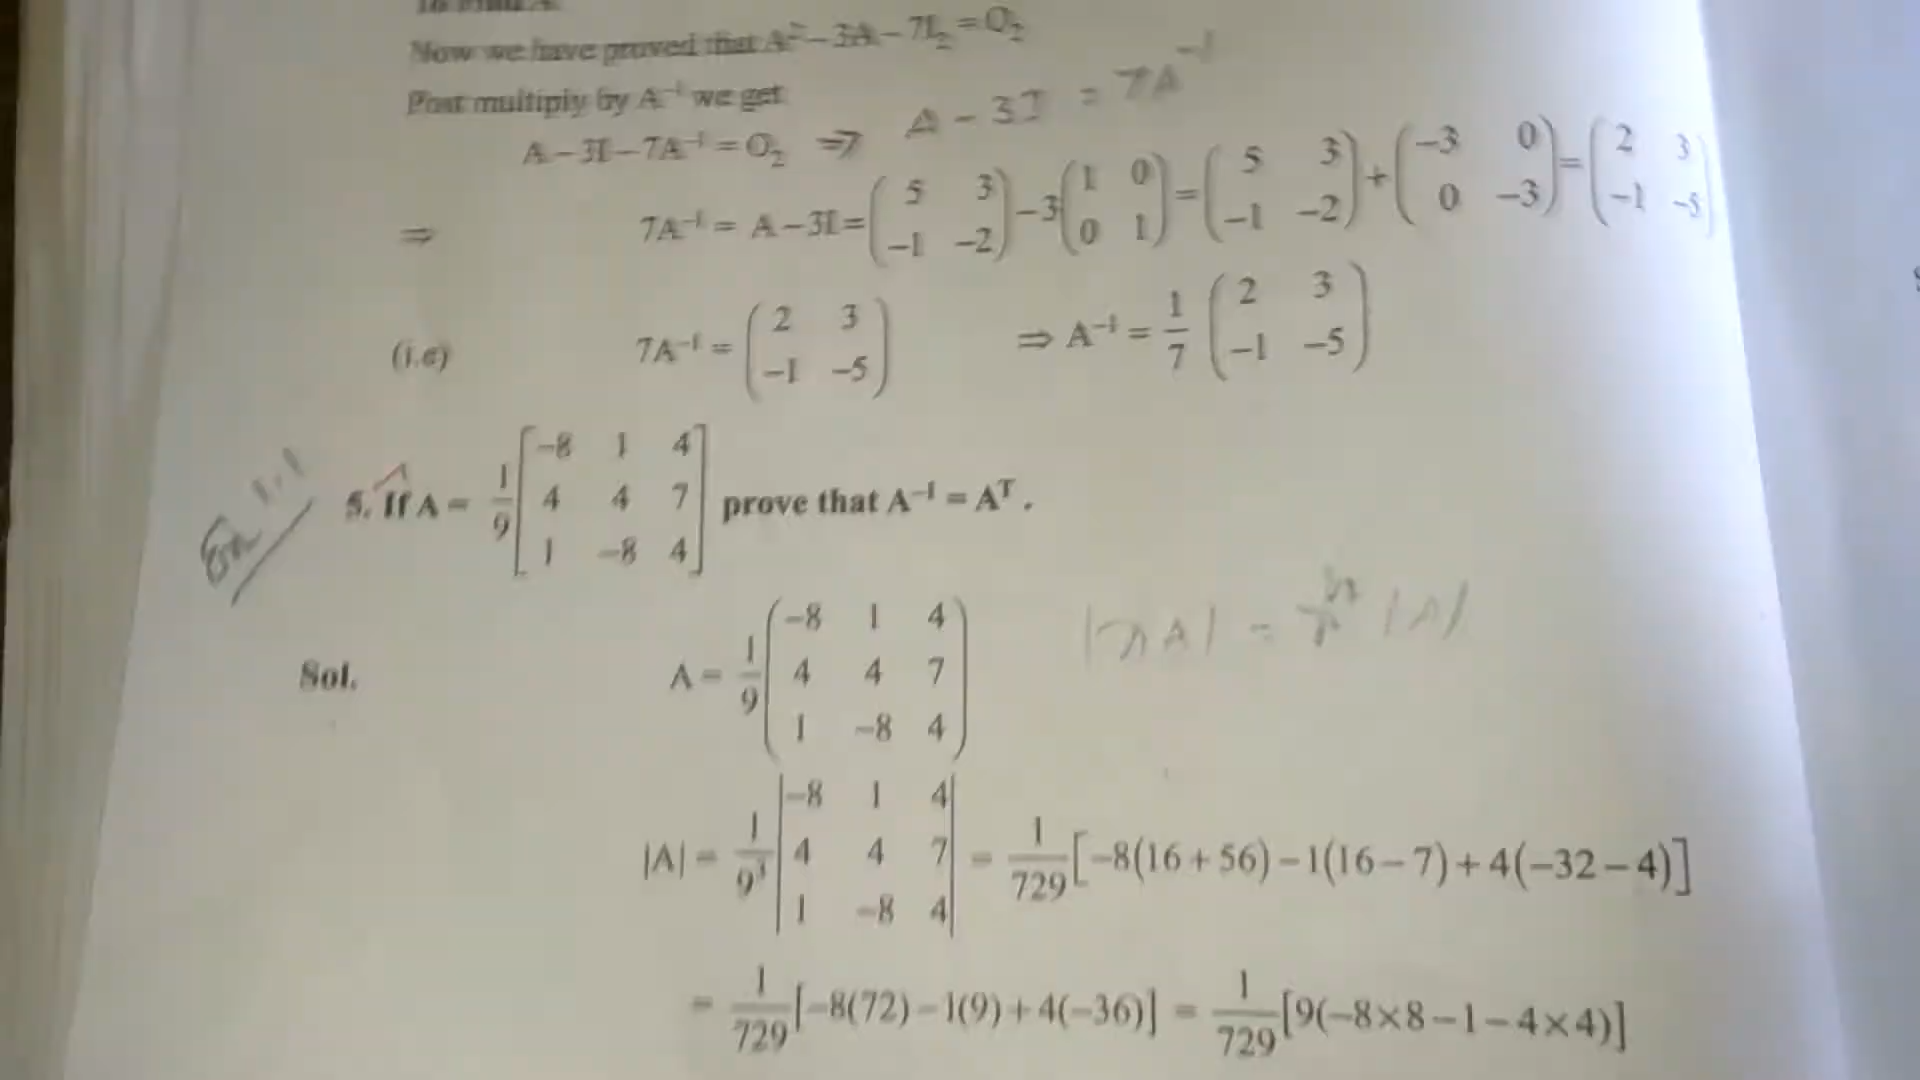 Now we have proved that A² – 3A – 7I₂ = O₂
Post multiply by A⁻¹ we get
A – 3I – 7A⁻¹ = O₂ ⇒ A – 3I = 7A⁻¹
⇒ 7A⁻¹ = A – 3I = (5 3; –1 –2) – 3(1 0; 0 1) = (5 3; –1 –2) + (–3 0; 0 –3) = (2 3; –1 –5)
(i.e) 7A⁻¹ = (2 3; –1 –5) ⇒ A⁻¹ = 1/7 (2 3; –1 –5)
Ex 1.1
5. If A = 1/9 [–8 1 4; 4 4 7; 1 –8 4] prove that A⁻¹ = Aᵀ.
Sol. A = 1/9 (–8 1 4; 4 4 7; 1 –8 4)
|λA| = λⁿ |A|
|A| = 1/9³ |–8 1 4; 4 4 7; 1 –8 4| = 1/729 [–8(16 + 56) – 1(16 – 7) + 4(–32 – 4)]
= 1/729 [–8(72) – 1(9) + 4(–36)] = 1/729 [9(–8×8 – 1 – 4×4)]